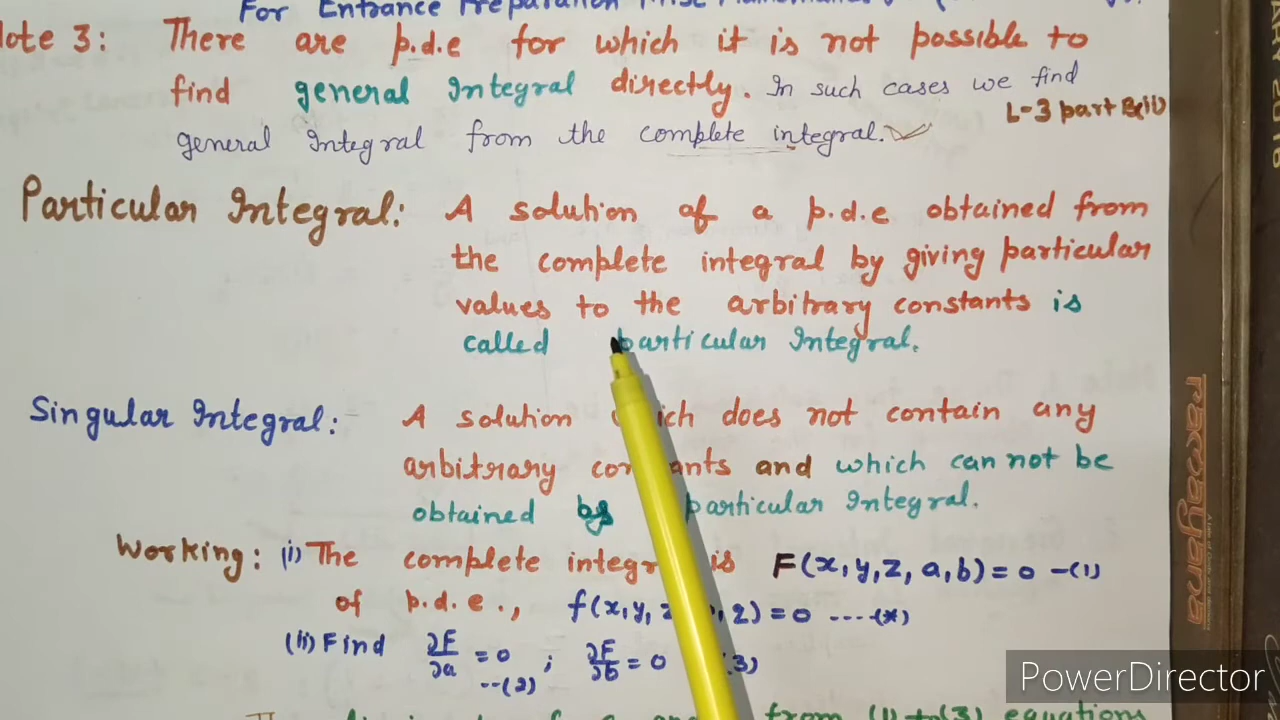 For Entrance Preparation
Note 3: There are p.d.e for which it is not possible to
find general Integral directly. In such cases we find
L-3 part B(ii)
general Integral from the complete integral.
Particular Integral: A solution of a p.d.e obtained from
the complete integral by giving particular
values to the arbitrary constants is
called particular Integral.
Singular Integral:- A solution which does not contain any
arbitrary constants and which can not be
obtained by particular Integral.
Working: (i) The complete integral is F(x,y,z,a,b)=0 -(1)
of p.d.e., f(x,y,z,p,q)=0 ----(*)
(ii) Find ∂F/∂a = 0 --(2) ; ∂F/∂b = 0 (3)
from (1) to (3) equations
racwayana
PowerDirector